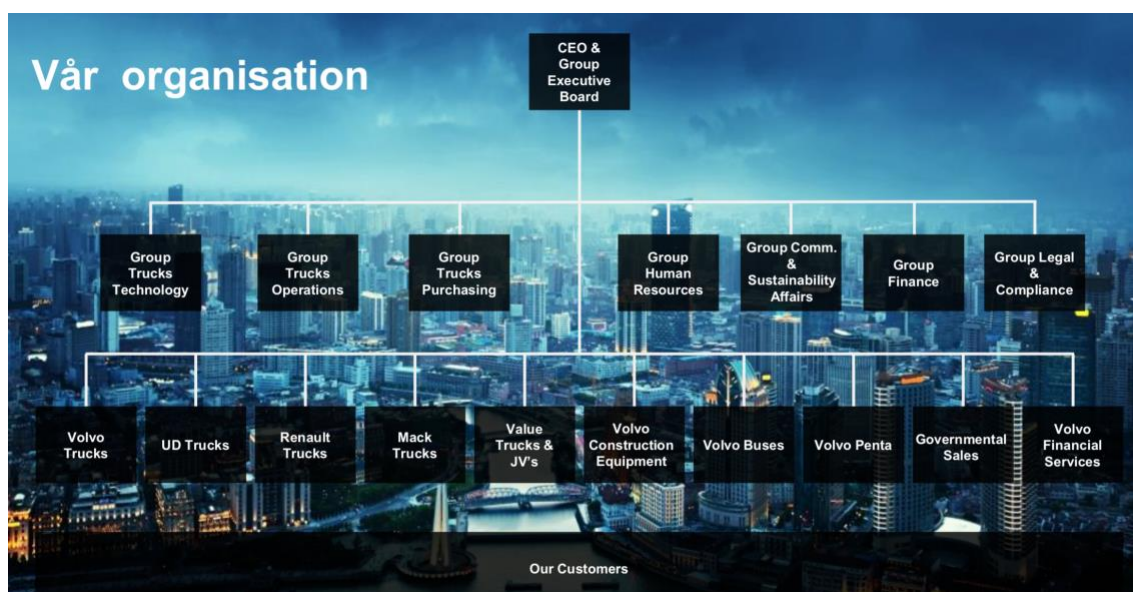 Vår organisation
CEO &
Group
Executive
Board
Group
Trucks
Technology
Group
Trucks
Operations
Group
Trucks
Purchasing
Group
Human
Resources
Group Comm.
&
Sustainability
Affairs
Group
Finance
Group Legal
&
Compliance
Volvo
Trucks
UD Trucks
Renault
Trucks
Mack
Trucks
Value
Trucks &
JV's
Volvo
Construction
Equipment
Volvo Buses
Volvo Penta
Governmental
Sales
Volvo
Financial
Services
Our Customers